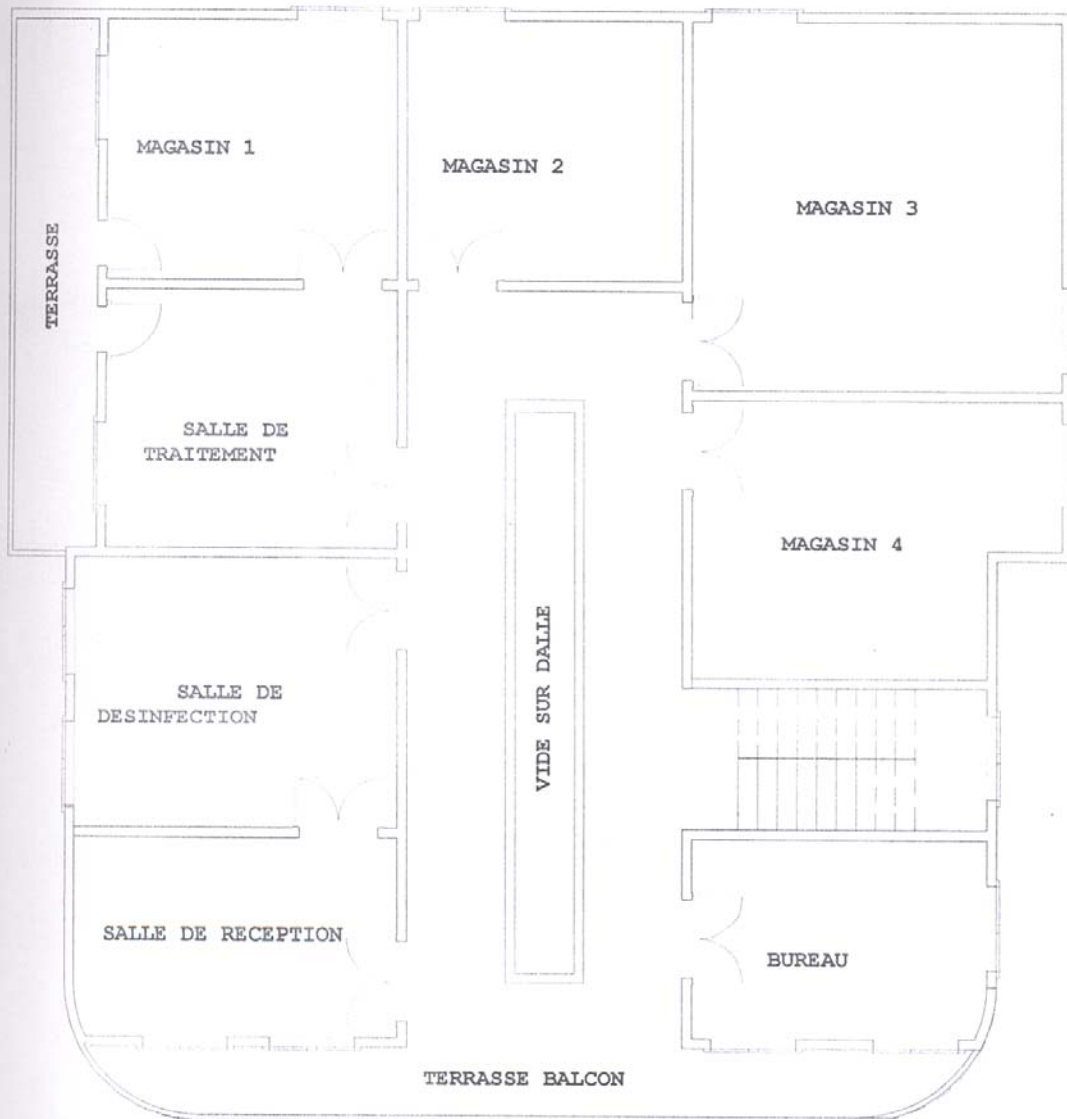 MAGASIN 1
MAGASIN 2
MAGASIN 3
TERRASSE
SALLE DE
TRAITEMENT
MAGASIN 4
VIDE SUR DALLE
SALLE DE
DESINFECTION
SALLE DE RECEPTION
BUREAU
TERRASSE BALCON